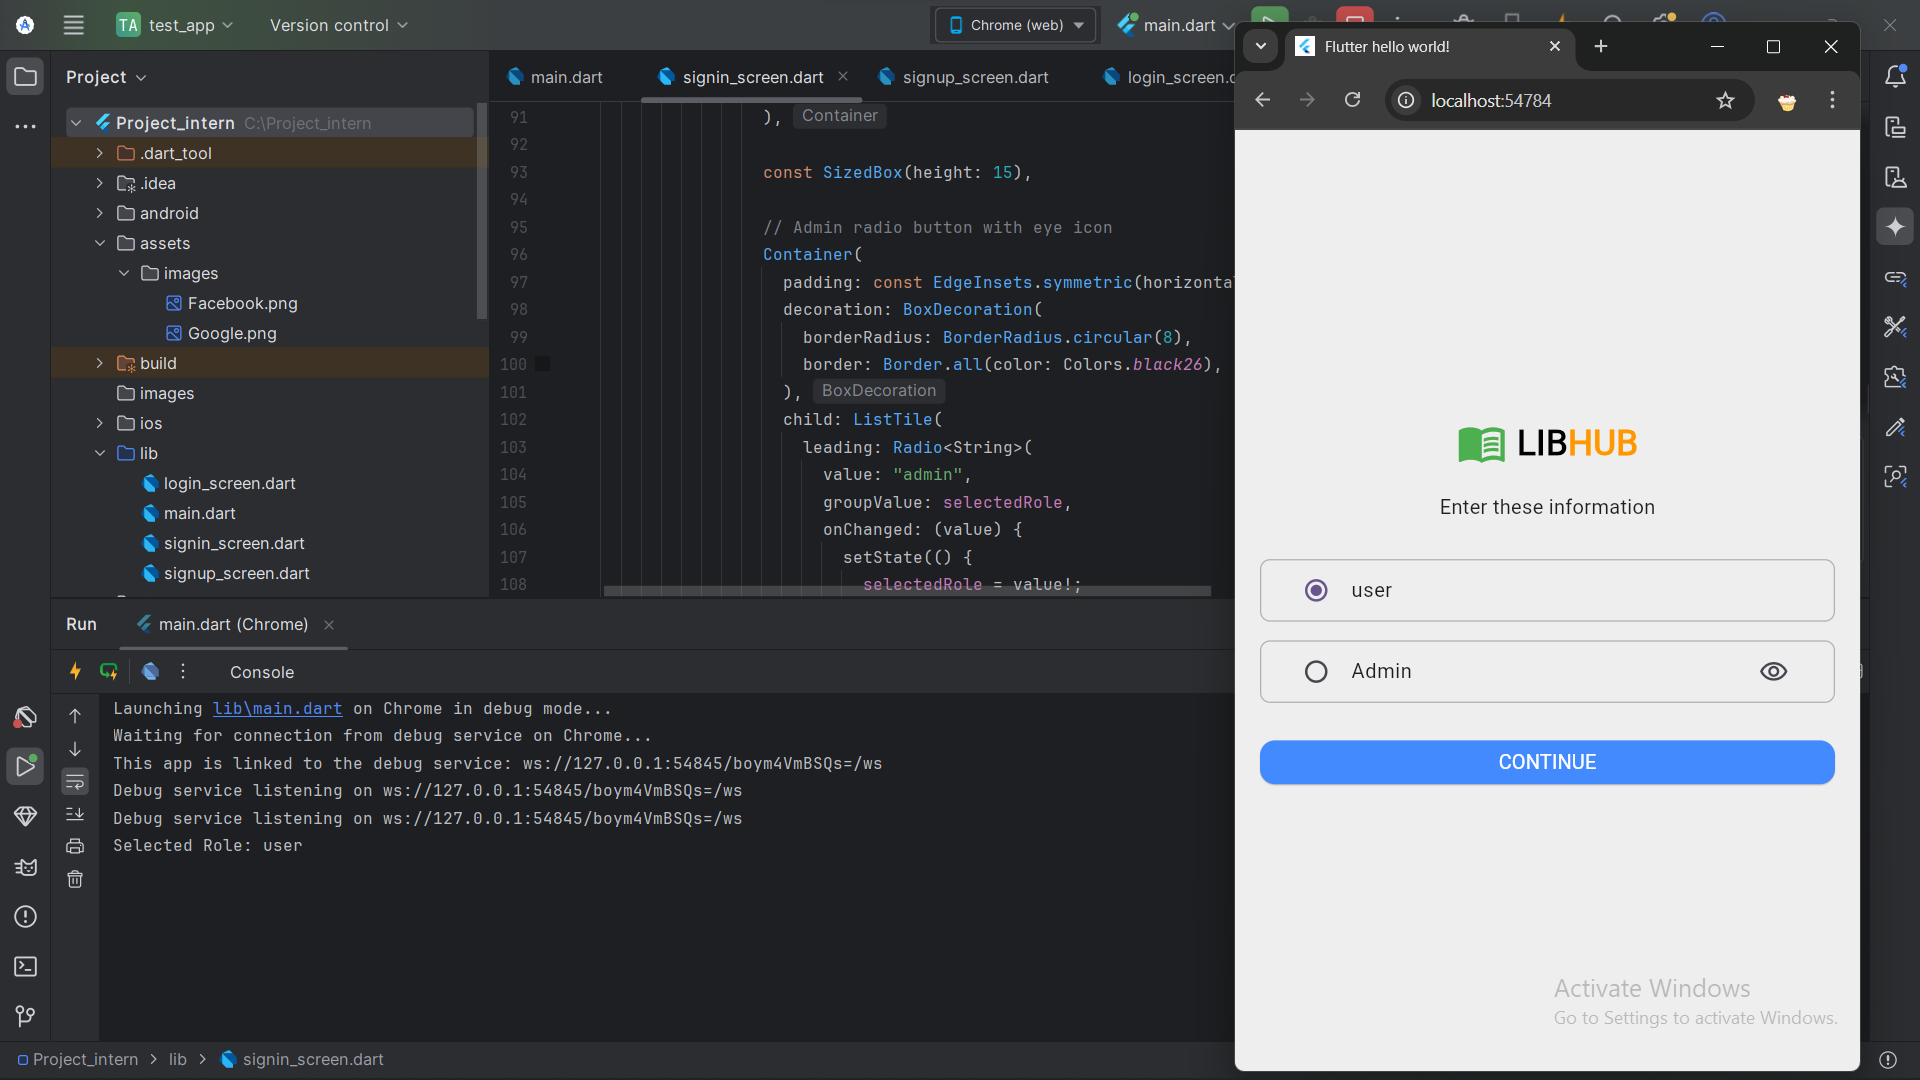 TA test_app
Version control
Chrome (web)
main.dart
Project
Project_intern C:\Project_intern
.dart_tool
.idea
android
assets
images
Facebook.png
Google.png
build
images
ios
lib
login_screen.dart
main.dart
signin_screen.dart
signup_screen.dart
main.dart
signin_screen.dart
signup_screen.dart
login_screen.d
91 ), Container
92
93 const SizedBox(height: 15),
94
95 // Admin radio button with eye icon
96 Container(
97 padding: const EdgeInsets.symmetric(horizonta
98 decoration: BoxDecoration(
99 borderRadius: BorderRadius.circular(8),
100 border: Border.all(color: Colors.black26),
101 ), BoxDecoration
102 child: ListTile(
103 leading: Radio<String>(
104 value: "admin",
105 groupValue: selectedRole,
106 onChanged: (value) {
107 setState(() {
108 selectedRole = value!;
Run
main.dart (Chrome)
Console
Launching lib\main.dart on Chrome in debug mode...
Waiting for connection from debug service on Chrome...
This app is linked to the debug service: ws://127.0.0.1:54845/boym4VmBSQs=/ws
Debug service listening on ws://127.0.0.1:54845/boym4VmBSQs=/ws
Debug service listening on ws://127.0.0.1:54845/boym4VmBSQs=/ws
Selected Role: user
Project_intern > lib > signin_screen.dart
Flutter hello world!
localhost:54784
LIBHUB
Enter these information
user
Admin
CONTINUE
Activate Windows
Go to Settings to activate Windows.